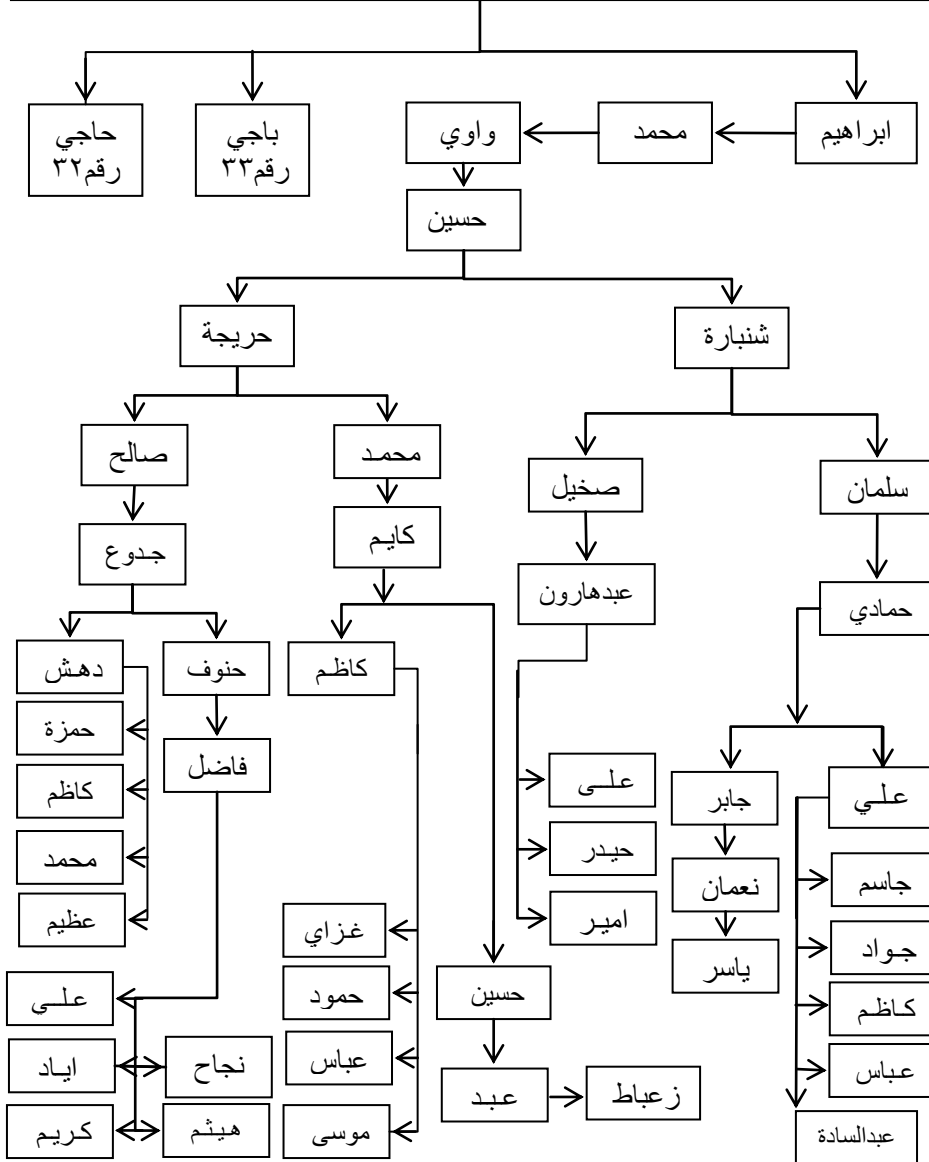 ابراهيم
محمد
واوي
باجي
رقم٣٣
حاجي
رقم٣٢
حسين
شنبارة
حريجة
سلمان
صخيل
محمد
صالح
كايم
جدوع
حمادي
عبدهارون
كاظم
حنوف
دهش
حمزة
فاضل
كاظم
محمد
عظيم
علي
جابر
علي
حيدر
امير
نعمان
ياسر
جاسم
جواد
كاظم
عباس
عبدالسادة
غزاي
حمود
عباس
موسى
حسين
عبد
زعباط
علي
اياد
نجاح
كريم
هيثم